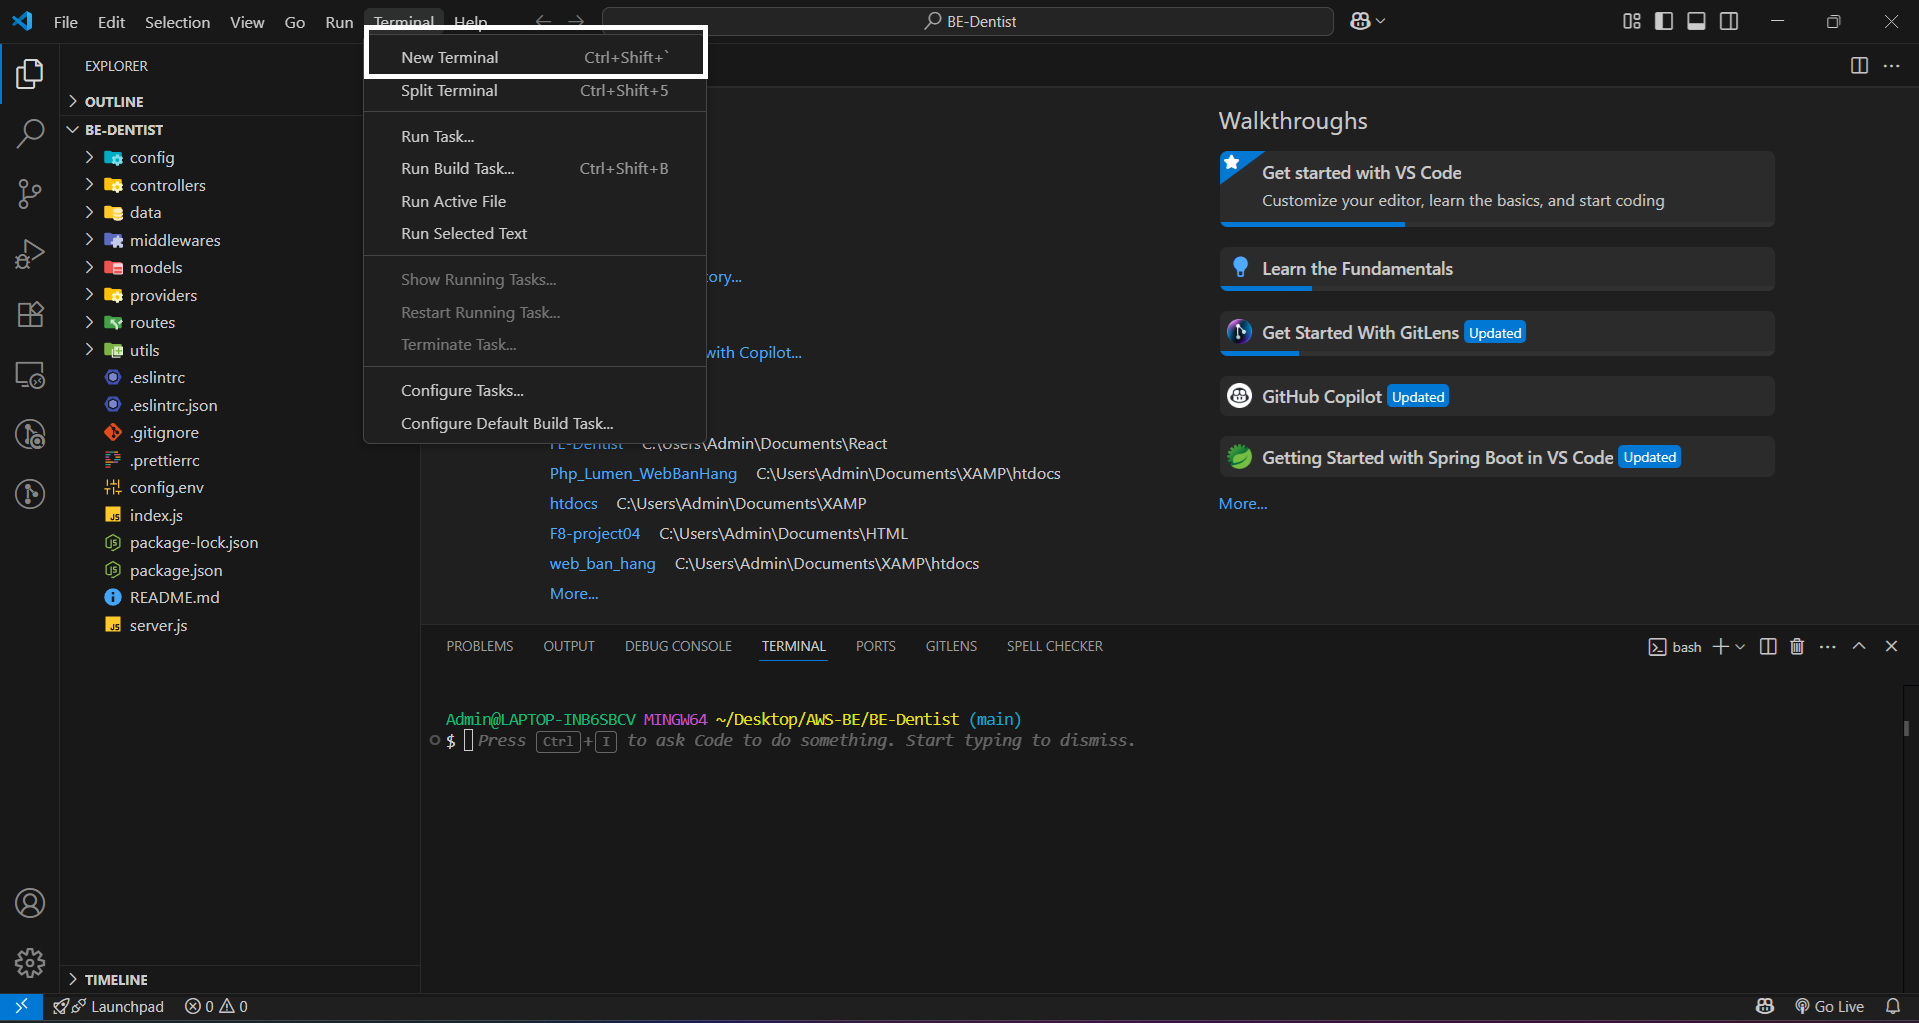 File Edit Selection View Go Run Terminal Help
BE-Dentist
EXPLORER
OUTLINE
BE-DENTIST
config
controllers
data
middlewares
models
providers
routes
utils
.eslintrc
.eslintrc.json
.gitignore
.prettierrc
config.env
index.js
package-lock.json
package.json
README.md
server.js
TIMELINE
New Terminal Ctrl+Shift+`
Split Terminal Ctrl+Shift+5
Run Task...
Run Build Task... Ctrl+Shift+B
Run Active File
Run Selected Text
Show Running Tasks...
Restart Running Task...
Terminate Task...
Configure Tasks...
Configure Default Build Task...
ory...
with Copilot...
FE-Dentist C:\Users\Admin\Documents\React
Php_Lumen_WebBanHang C:\Users\Admin\Documents\XAMP\htdocs
htdocs C:\Users\Admin\Documents\XAMP
F8-project04 C:\Users\Admin\Documents\HTML
web_ban_hang C:\Users\Admin\Documents\XAMP\htdocs
More...
Walkthroughs
Get started with VS Code
Customize your editor, learn the basics, and start coding
Learn the Fundamentals
Get Started With GitLens Updated
GitHub Copilot Updated
Getting Started with Spring Boot in VS Code Updated
More...
PROBLEMS OUTPUT DEBUG CONSOLE TERMINAL PORTS GITLENS SPELL CHECKER
bash
Admin@LAPTOP-INB6SBCV MINGW64 ~/Desktop/AWS-BE/BE-Dentist (main)
$ Press Ctrl+I to ask Code to do something. Start typing to dismiss.
Launchpad 0 0
Go Live